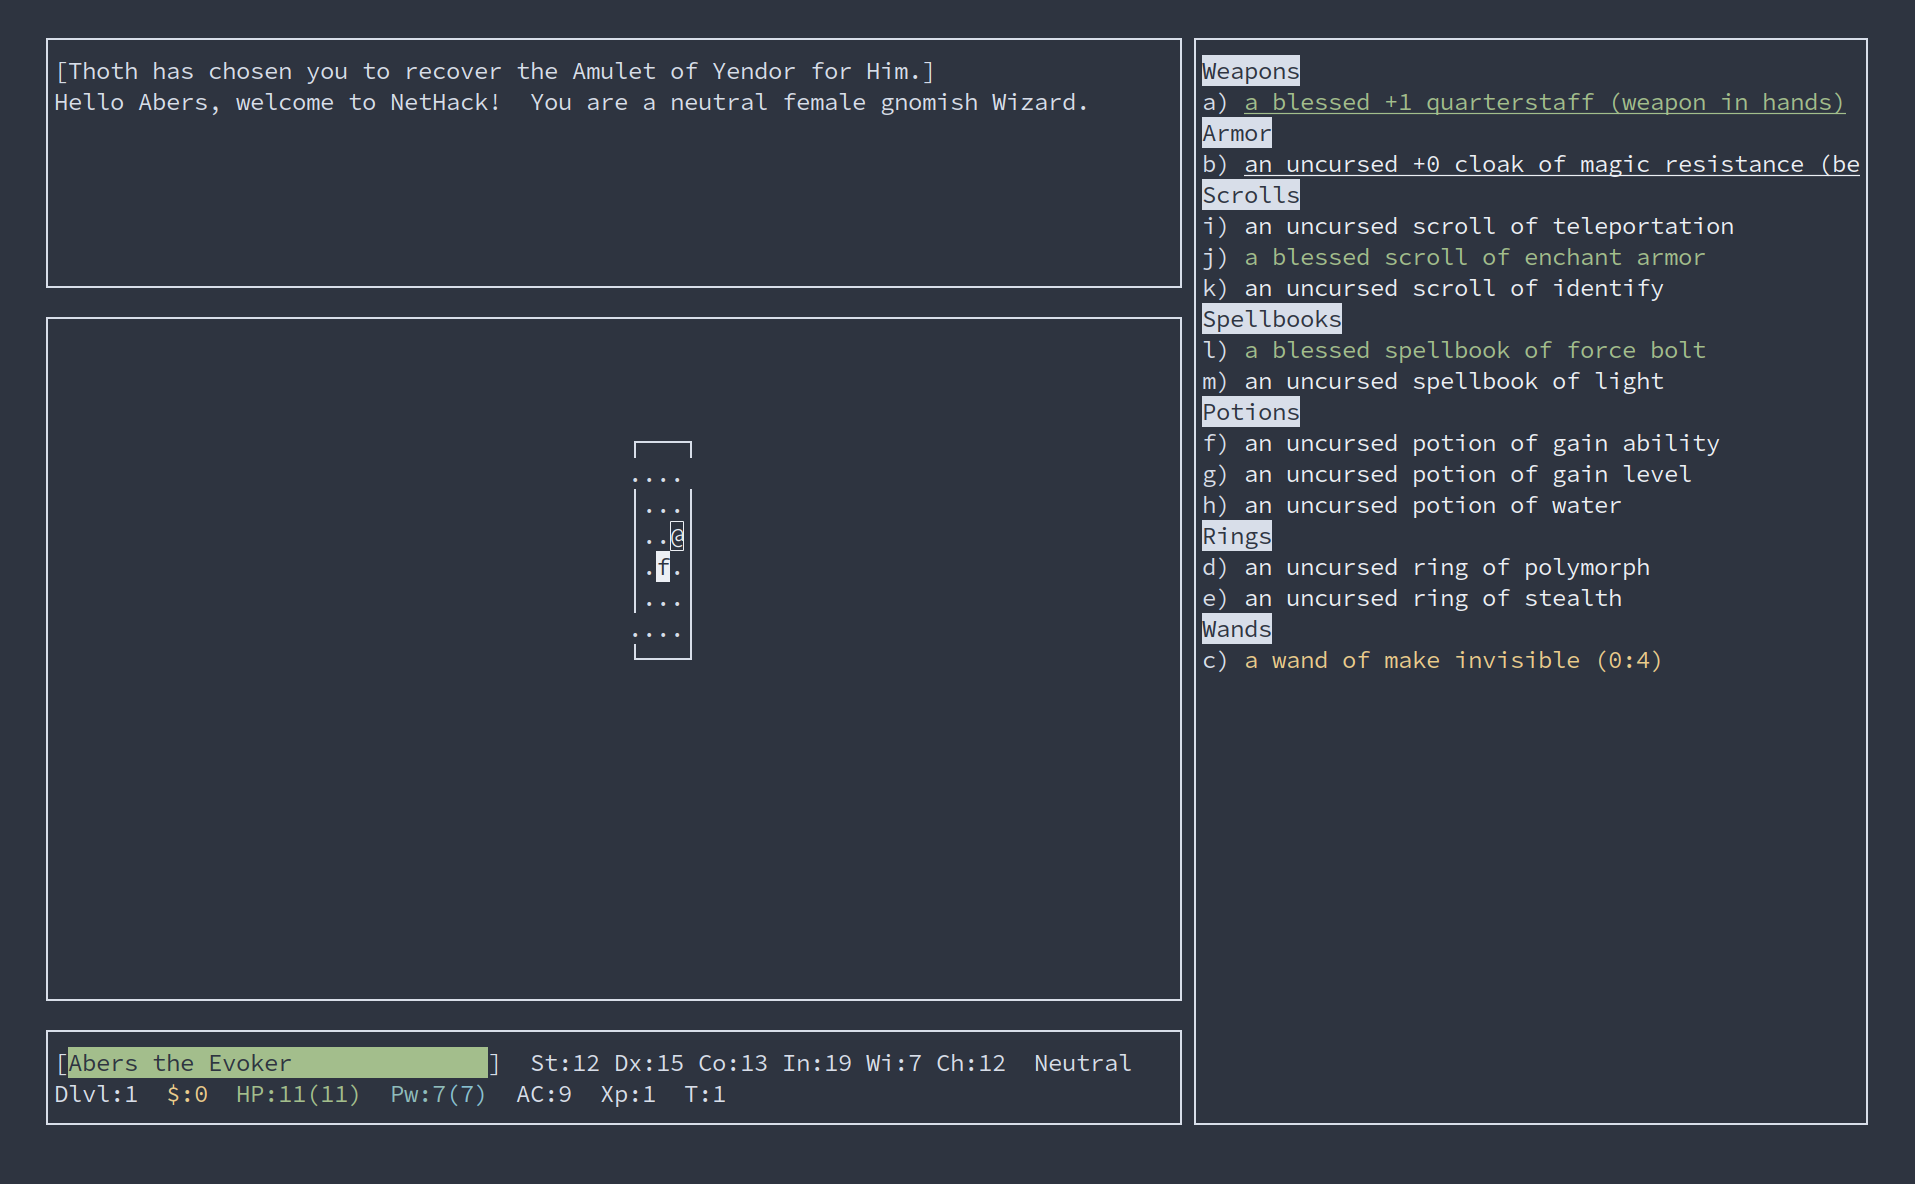 [Thoth has chosen you to recover the Amulet of Yendor for Him.]
Hello Abers, welcome to NetHack!  You are a neutral female gnomish Wizard.
....
...
..@
.f.
...
....
[Abers the Evoker              ]  St:12 Dx:15 Co:13 In:19 Wi:7 Ch:12  Neutral
Dlvl:1  $:0  HP:11(11)  Pw:7(7)  AC:9  Xp:1  T:1
Weapons
a) a blessed +1 quarterstaff (weapon in hands)
Armor
b) an uncursed +0 cloak of magic resistance (be
Scrolls
i) an uncursed scroll of teleportation
j) a blessed scroll of enchant armor
k) an uncursed scroll of identify
Spellbooks
l) a blessed spellbook of force bolt
m) an uncursed spellbook of light
Potions
f) an uncursed potion of gain ability
g) an uncursed potion of gain level
h) an uncursed potion of water
Rings
d) an uncursed ring of polymorph
e) an uncursed ring of stealth
Wands
c) a wand of make invisible (0:4)